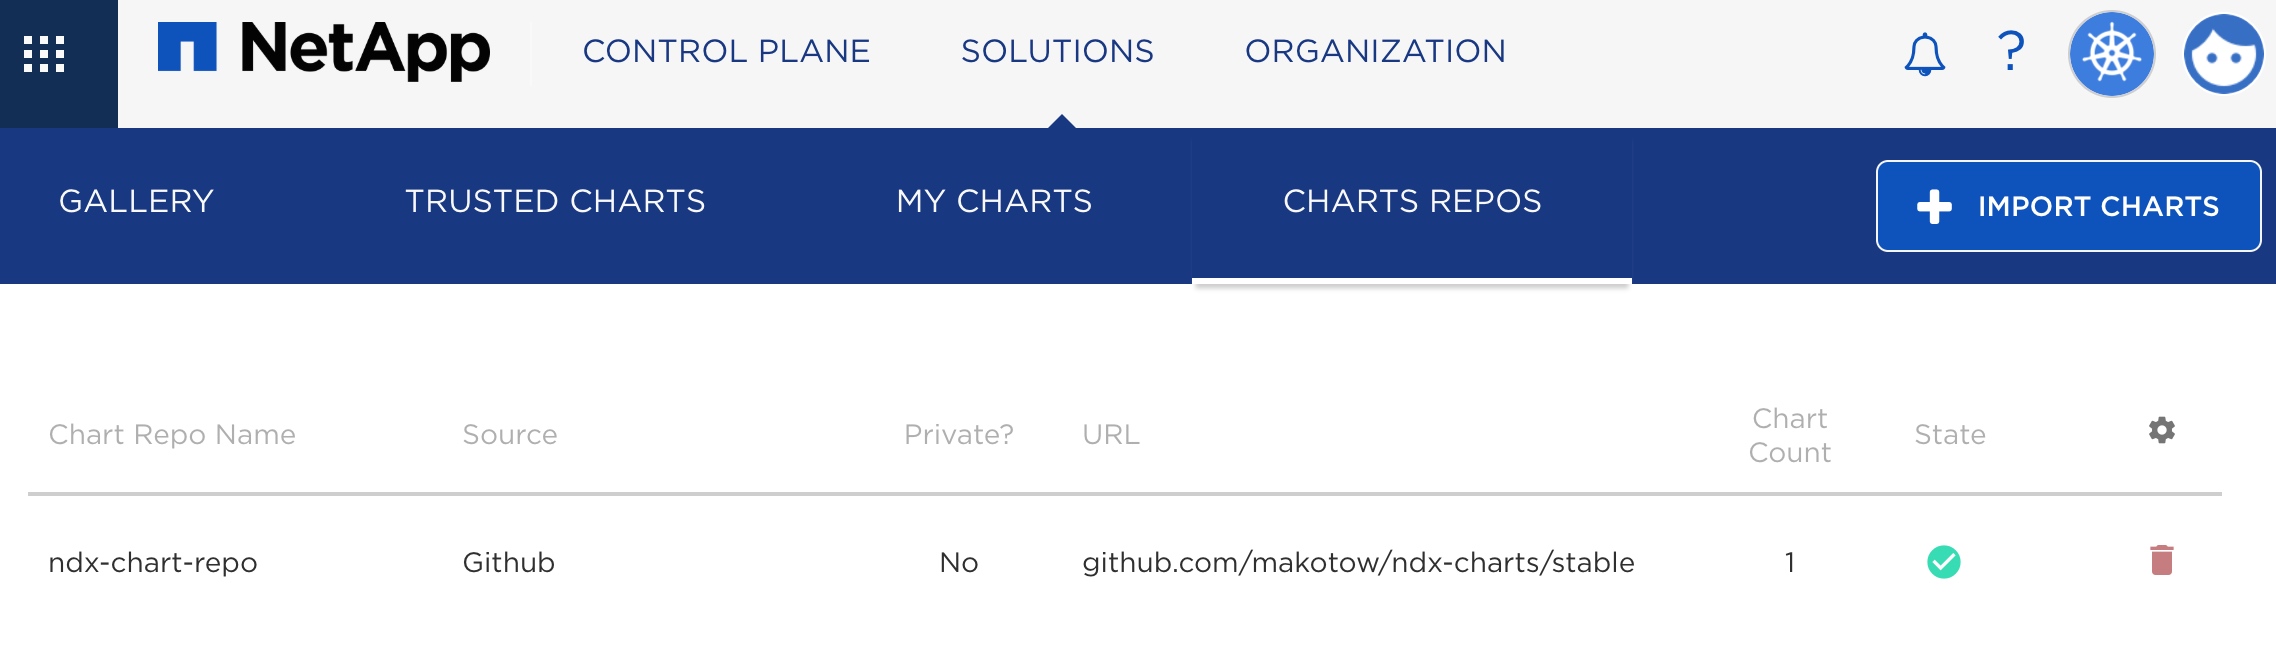 NetApp
CONTROL PLANE
SOLUTIONS
ORGANIZATION
?
GALLERY
TRUSTED CHARTS
MY CHARTS
CHARTS REPOS
IMPORT CHARTS
Chart Repo Name
Source
Private?
URL
Chart
Count
State
ndx-chart-repo
Github
No
github.com/makotow/ndx-charts/stable
1